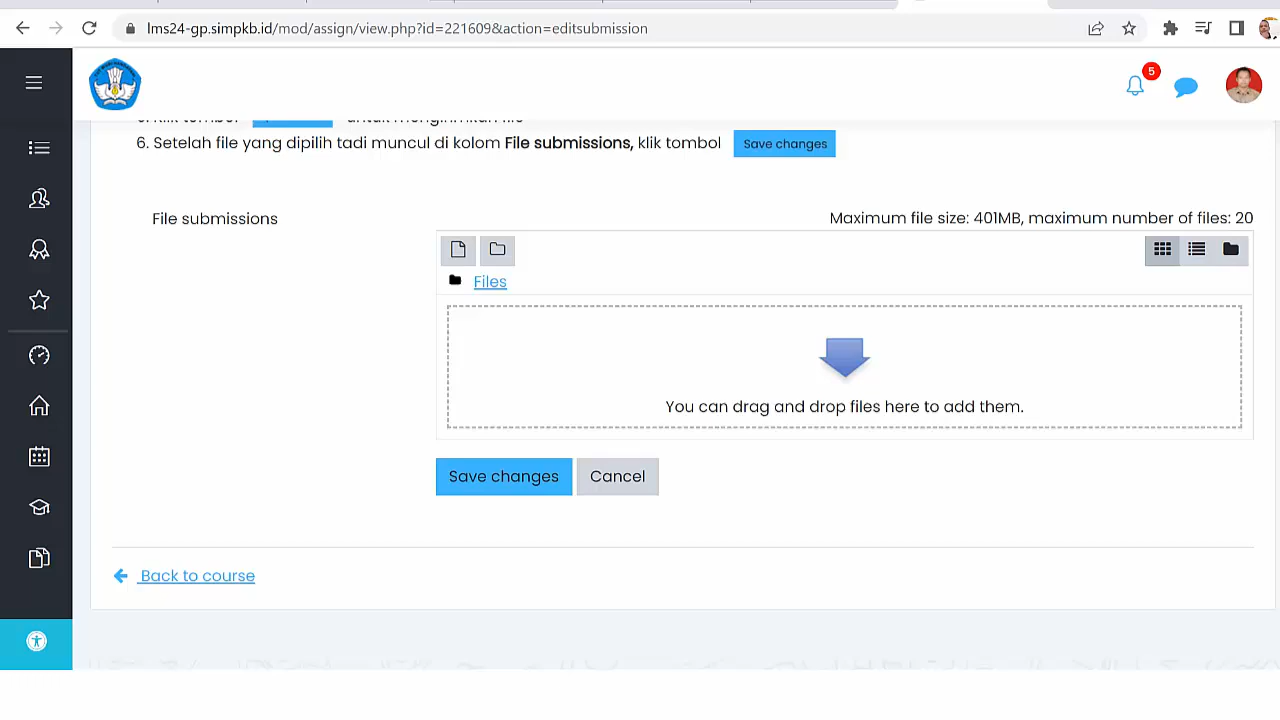 lms24-gp.simpkb.id/mod/assign/view.php?id=221609&action=editsubmission
5
6. Setelah file yang dipilih tadi muncul di kolom File submissions, klik tombol Save changes
File submissions
Maximum file size: 401MB, maximum number of files: 20
Files
You can drag and drop files here to add them.
Save changes Cancel
Back to course